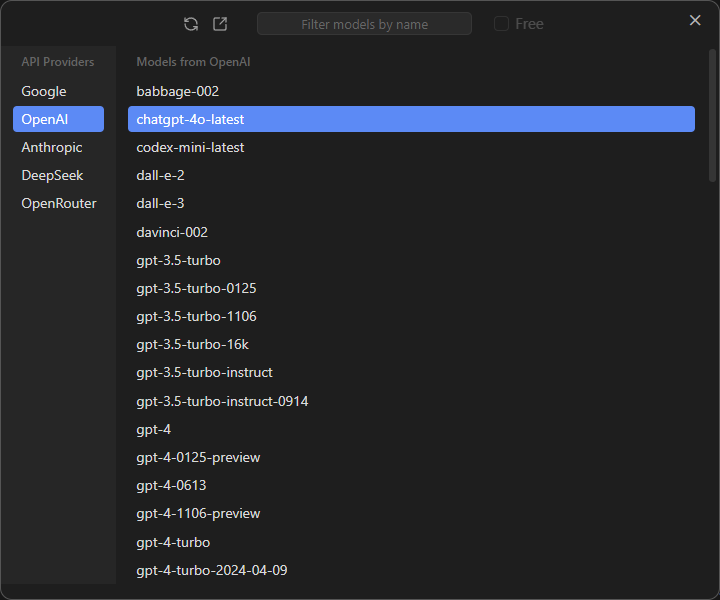 Filter models by name
Free
API Providers
Google
OpenAI
Anthropic
DeepSeek
OpenRouter
Models from OpenAI
babbage-002
chatgpt-4o-latest
codex-mini-latest
dall-e-2
dall-e-3
davinci-002
gpt-3.5-turbo
gpt-3.5-turbo-0125
gpt-3.5-turbo-1106
gpt-3.5-turbo-16k
gpt-3.5-turbo-instruct
gpt-3.5-turbo-instruct-0914
gpt-4
gpt-4-0125-preview
gpt-4-0613
gpt-4-1106-preview
gpt-4-turbo
gpt-4-turbo-2024-04-09